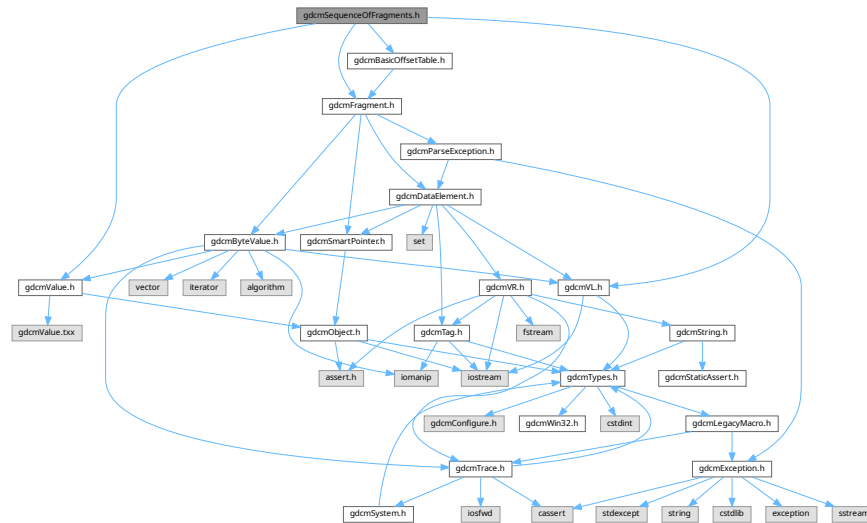 gdcmSequenceOfFragments.h
gdcmBasicOffsetTable.h
gdcmFragment.h
gdcmParseException.h
gdcmDataElement.h
gdcmByteValue.h
gdcmSmartPointer.h
set
gdcmValue.h
vector
iterator
algorithm
gdcmVR.h
gdcmVL.h
gdcmValue.txx
gdcmObject.h
gdcmTag.h
fstream
gdcmString.h
assert.h
iomanip
iostream
gdcmTypes.h
gdcmStaticAssert.h
gdcmConfigure.h
gdcmWin32.h
cstdint
gdcmLegacyMacro.h
gdcmTrace.h
gdcmException.h
gdcmSystem.h
iosfwd
cassert
stdexcept
string
cstdlib
exception
sstream